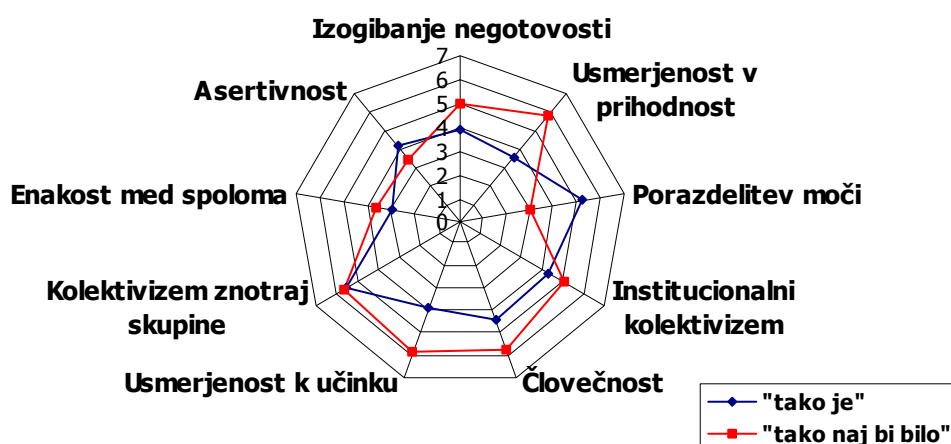 Izogibanje negotovosti
7
6
5
4
3
2
1
0
Usmerjenost v
prihodnost
Porazdelitev moči
Institucionalni
kolektivizem
Človečnost
Usmerjenost k učinku
Kolektivizem znotraj
skupine
Enakost med spoloma
Asertivnost
"tako je"
"tako naj bi bilo"